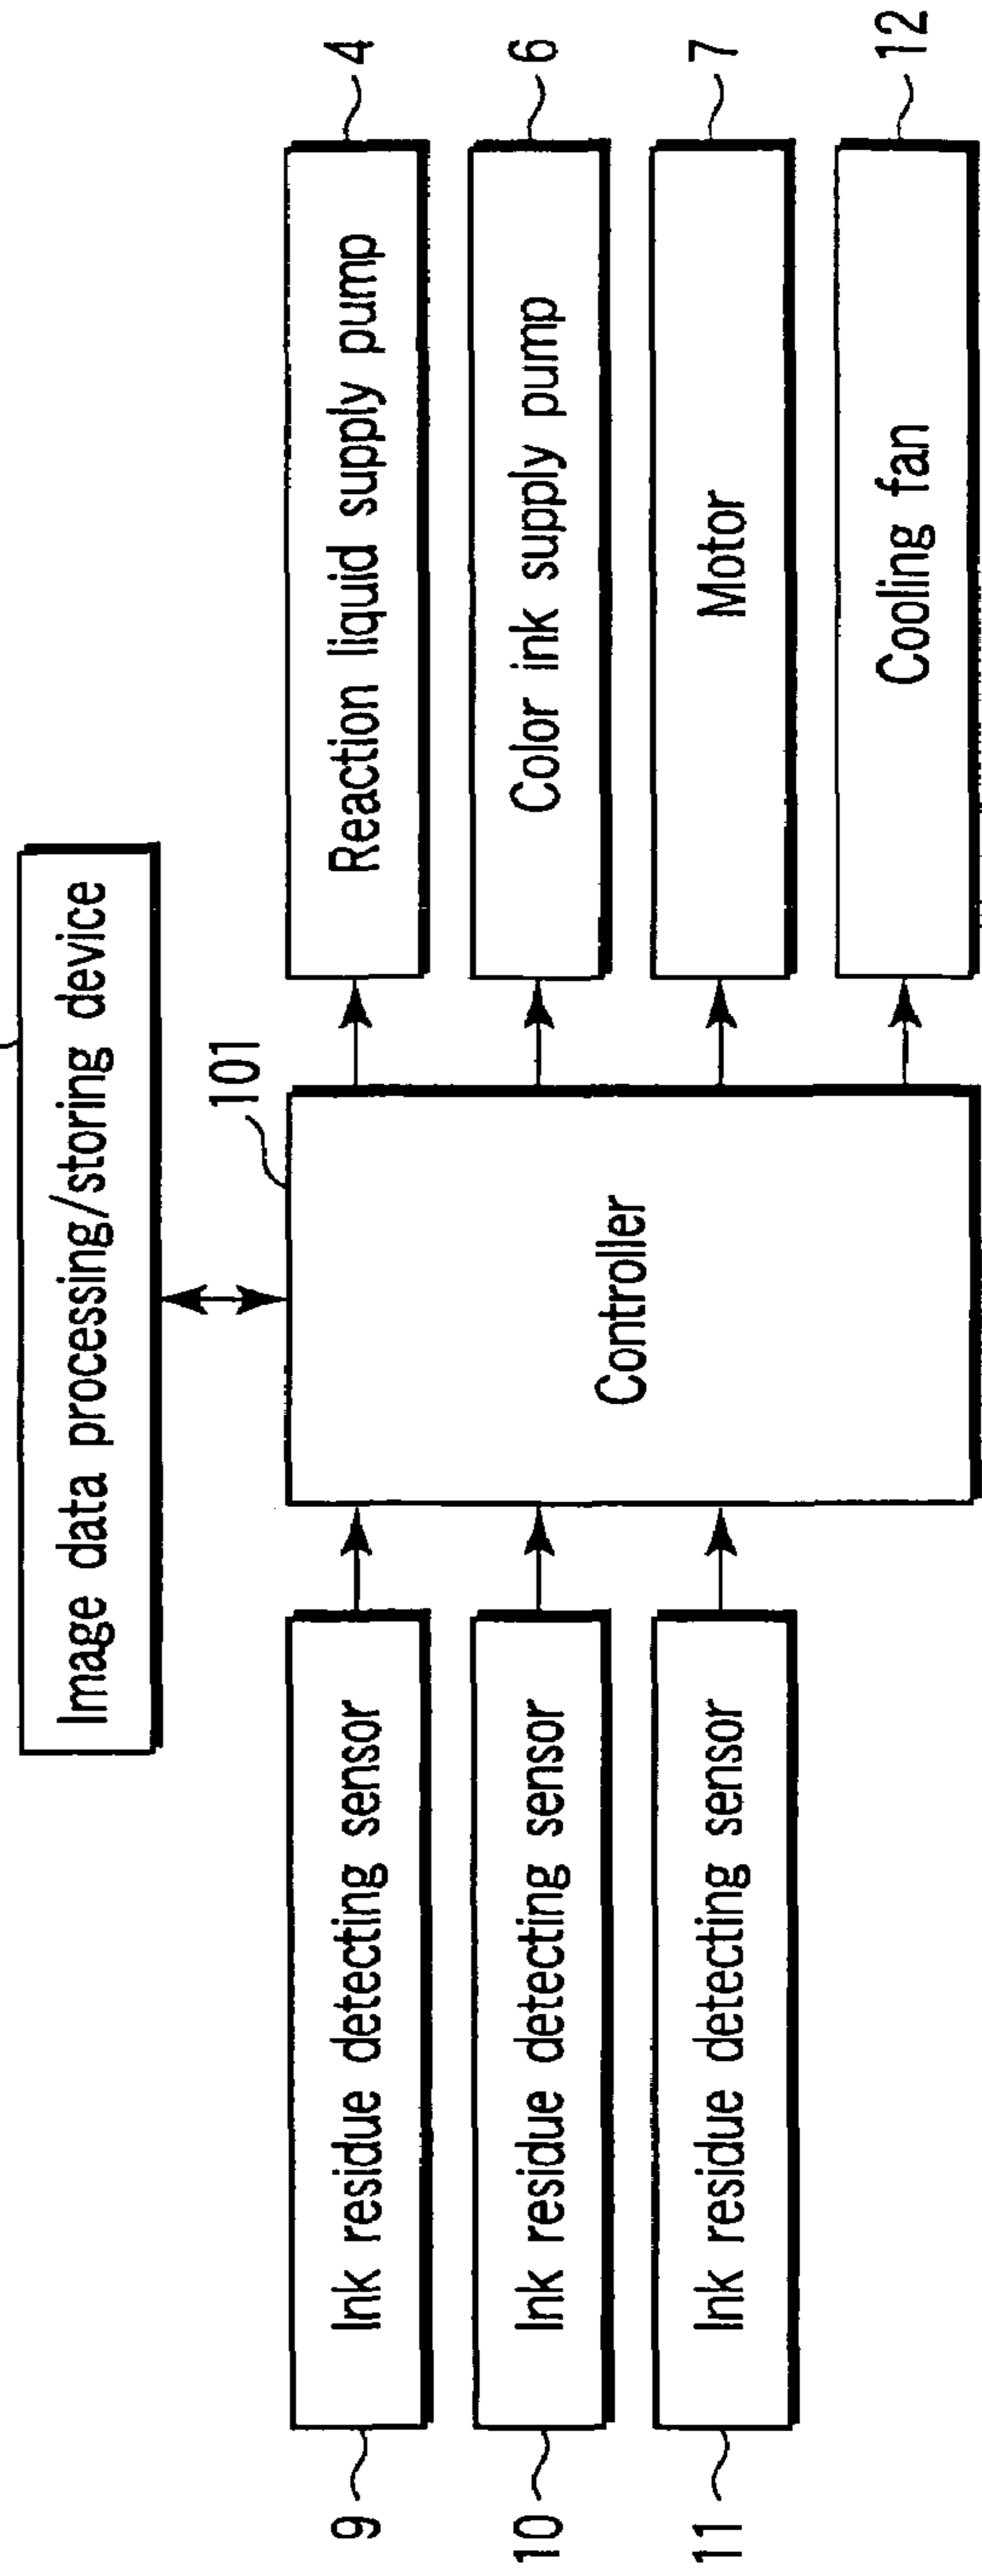 Image data processing/storing device
101
Controller
9
Ink residue detecting sensor
10
Ink residue detecting sensor
11
Ink residue detecting sensor
Reaction liquid supply pump
4
Color ink supply pump
6
Motor
7
Cooling fan
12